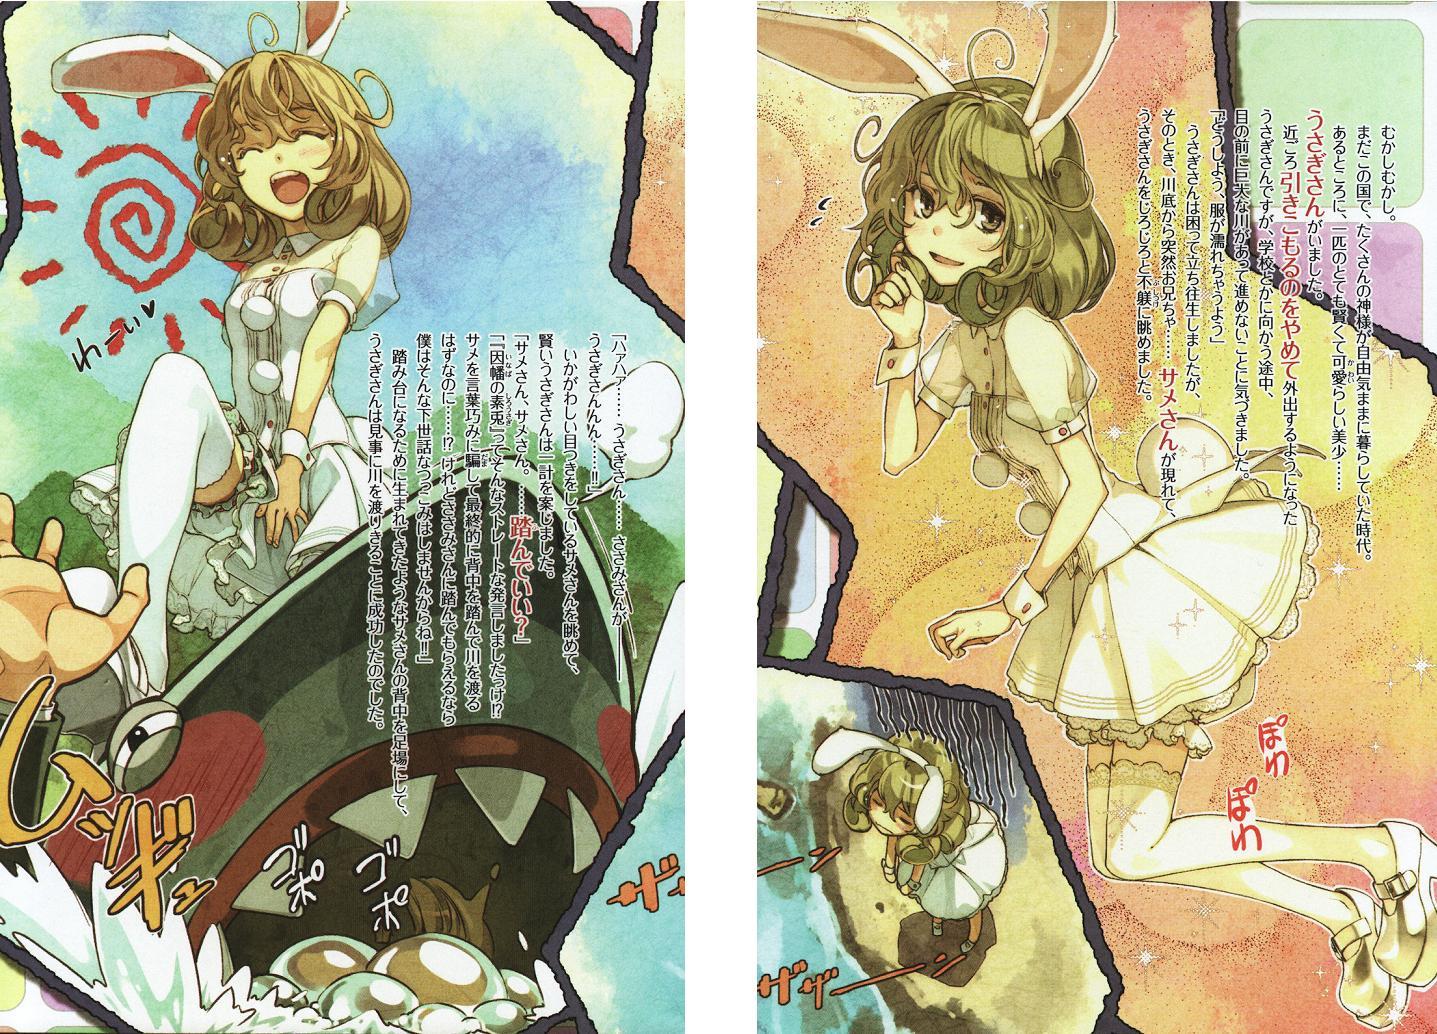 むかしむかし。
まだこの国で、たくさんの神様が自由気ままに暮らしていた時代。
あるところに、一匹のとても賢くて可愛らしい美少……
うさぎさんがいました。
近ごろ引きこもるのをやめて外出するようになった
うさぎさんですが、学校とかに向かう途中、
目の前に巨大な川があって進めないことに気づきました。
「どうしよう、服が濡れちゃうよう」
うさぎさんは困って立ち往生しましたが、
そのとき、川底から突然お兄ちゃ……サメさんが現れて、
うさぎさんをじろじろと不躾に眺めました。
ぽわ
ぽわ
ザザーン
「ハァハァ……うさぎさん……ささみさんが――
うさぎさんんん……!!」
いかがわしい目つきをしているサメさんを眺めて、
賢いうさぎさんは一計を案じました。
「サメさん、サメさん。……踏んでいい?」
「『因幡の素兎』ってそんなストレートな発言しましたっけ!?
サメを言葉巧みに騙して最終的に背中を踏んで川を渡る
はずなのに……!? けれどささみさんに踏んでもらえるなら
僕はそんな下世話なつっこみはしませんからね!!」
踏み台になるために生まれてきたようなサメさんの背中を足場にして、
うさぎさんは見事に川を渡りきることに成功したのでした。
わーい♥
ゴポ
ゴポ